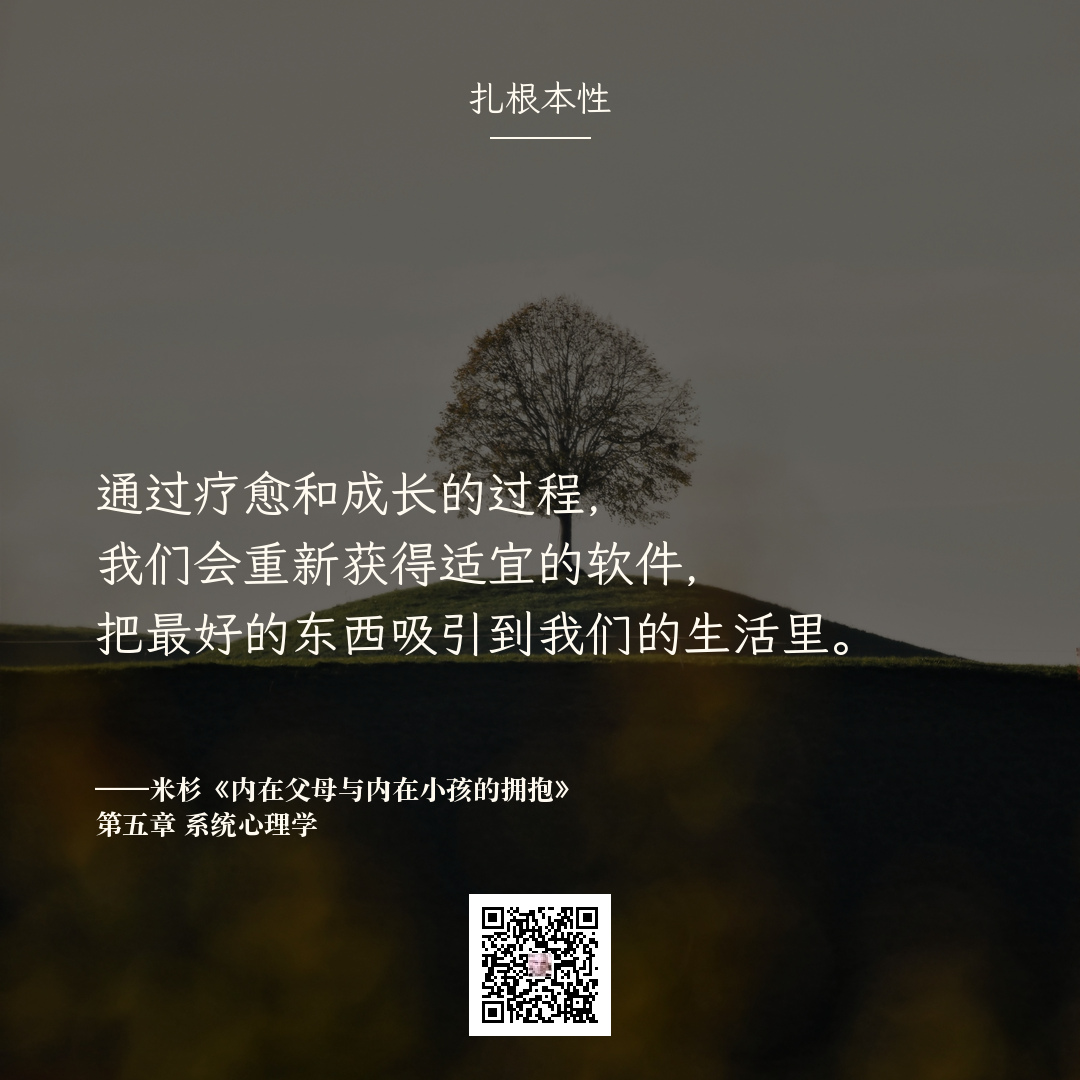 扎根本性
通过疗愈和成长的过程,
我们会重新获得适宜的软件,
把最好的东西吸引到我们的生活里。
——米杉《内在父母与内在小孩的拥抱》
第五章 系统心理学